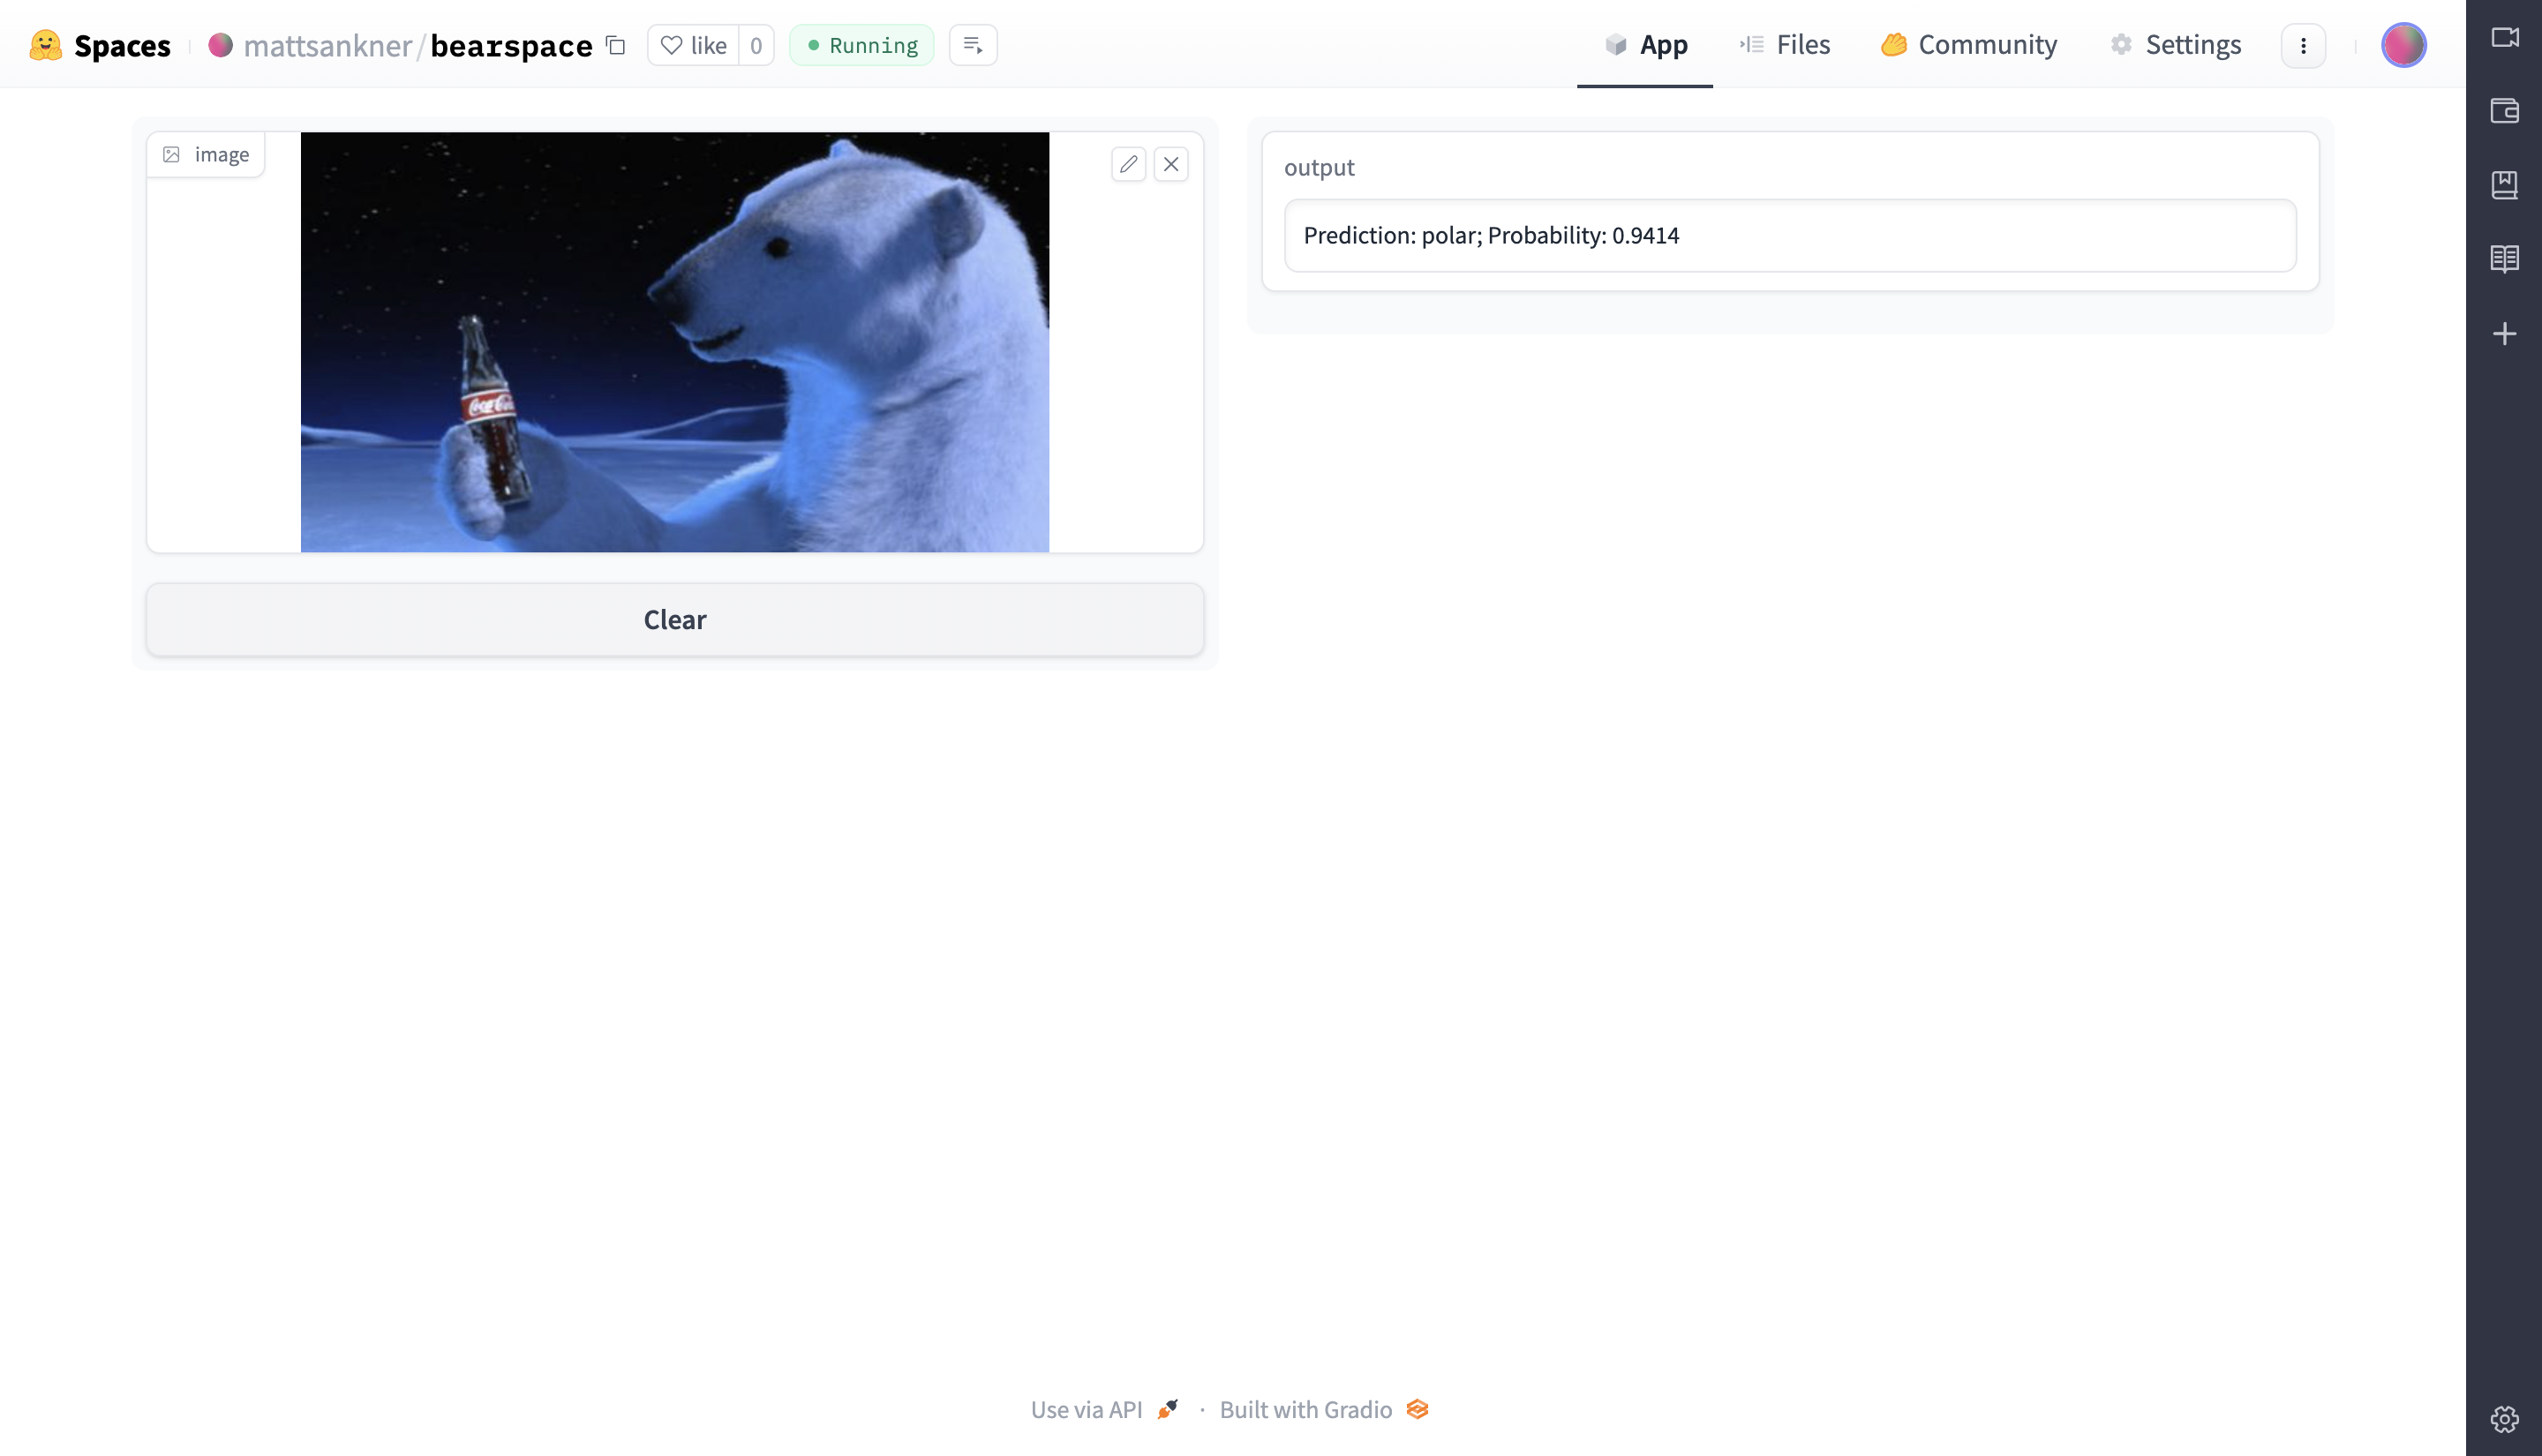 Spaces mattsankner/bearspace like 0 Running App Files Community Settings
image
Coca-Cola
Clear
output
Prediction: polar; Probability: 0.9414
Use via API · Built with Gradio